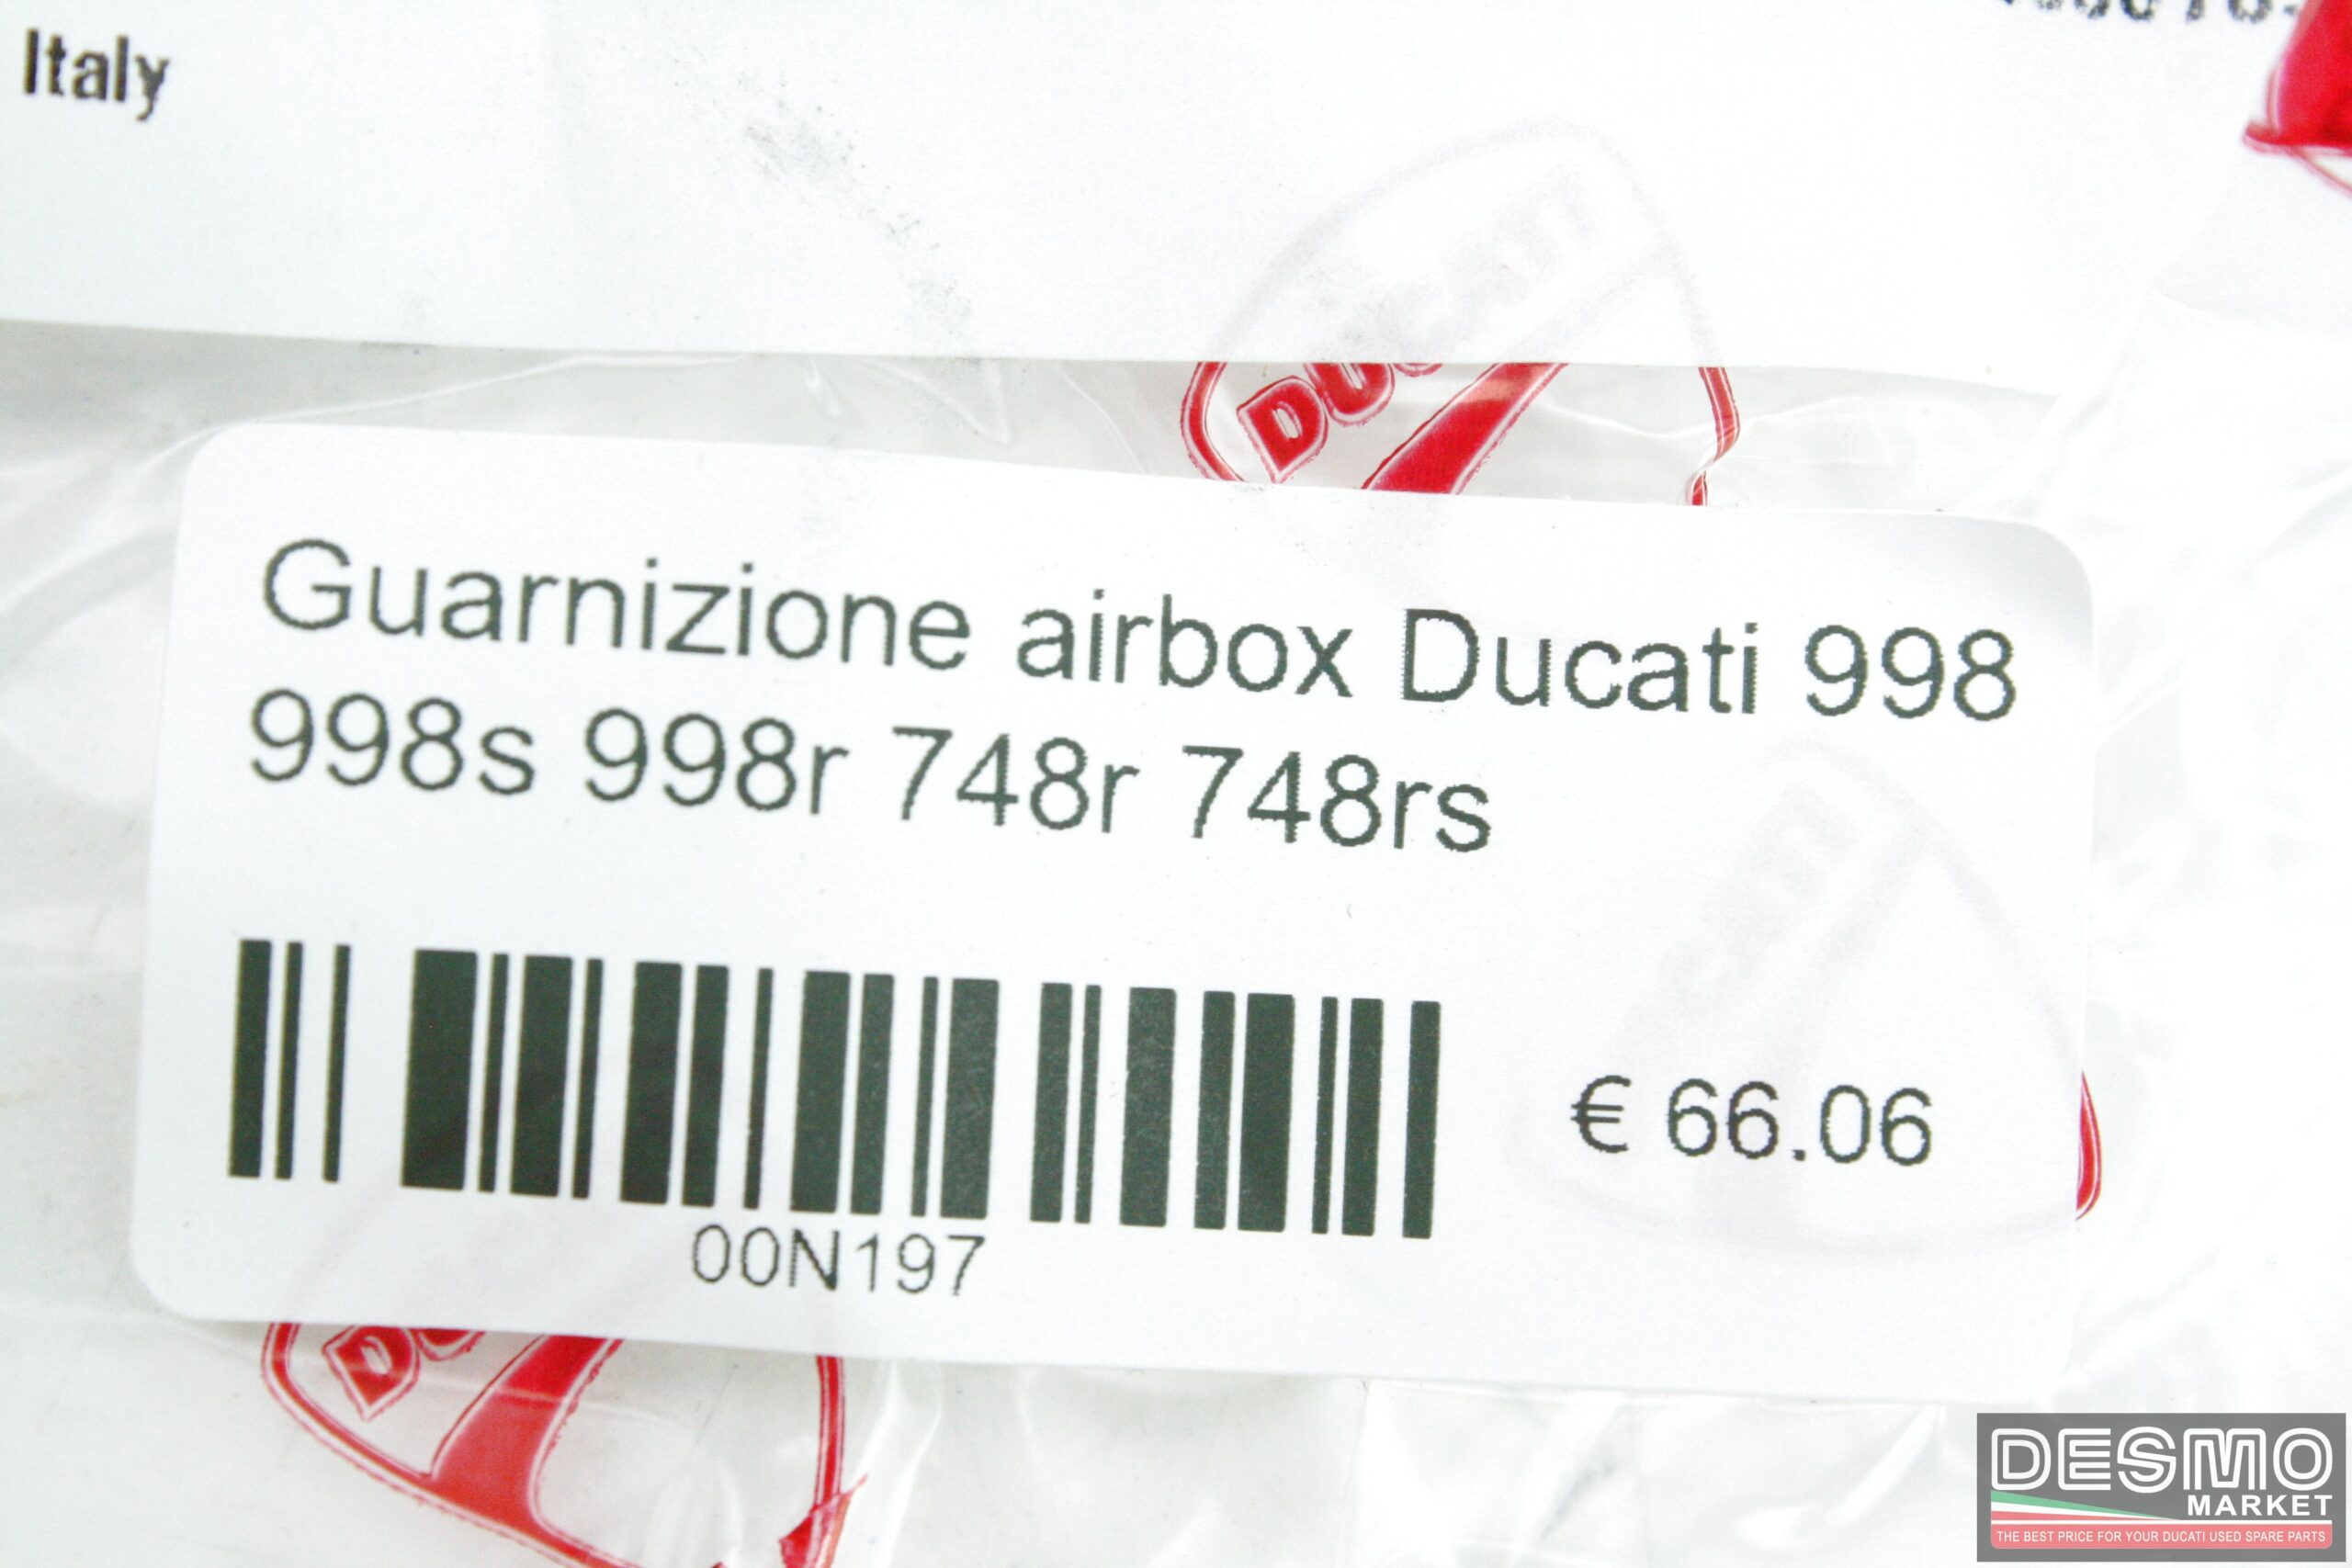 Italy
DUCATI
Guarnizione airbox Ducati 998
998s 998r 748r 748rs
€ 66.06
00N197
DESMO
MARKET
THE BEST PRICE FOR YOUR DUCATI USED SPARE PARTS